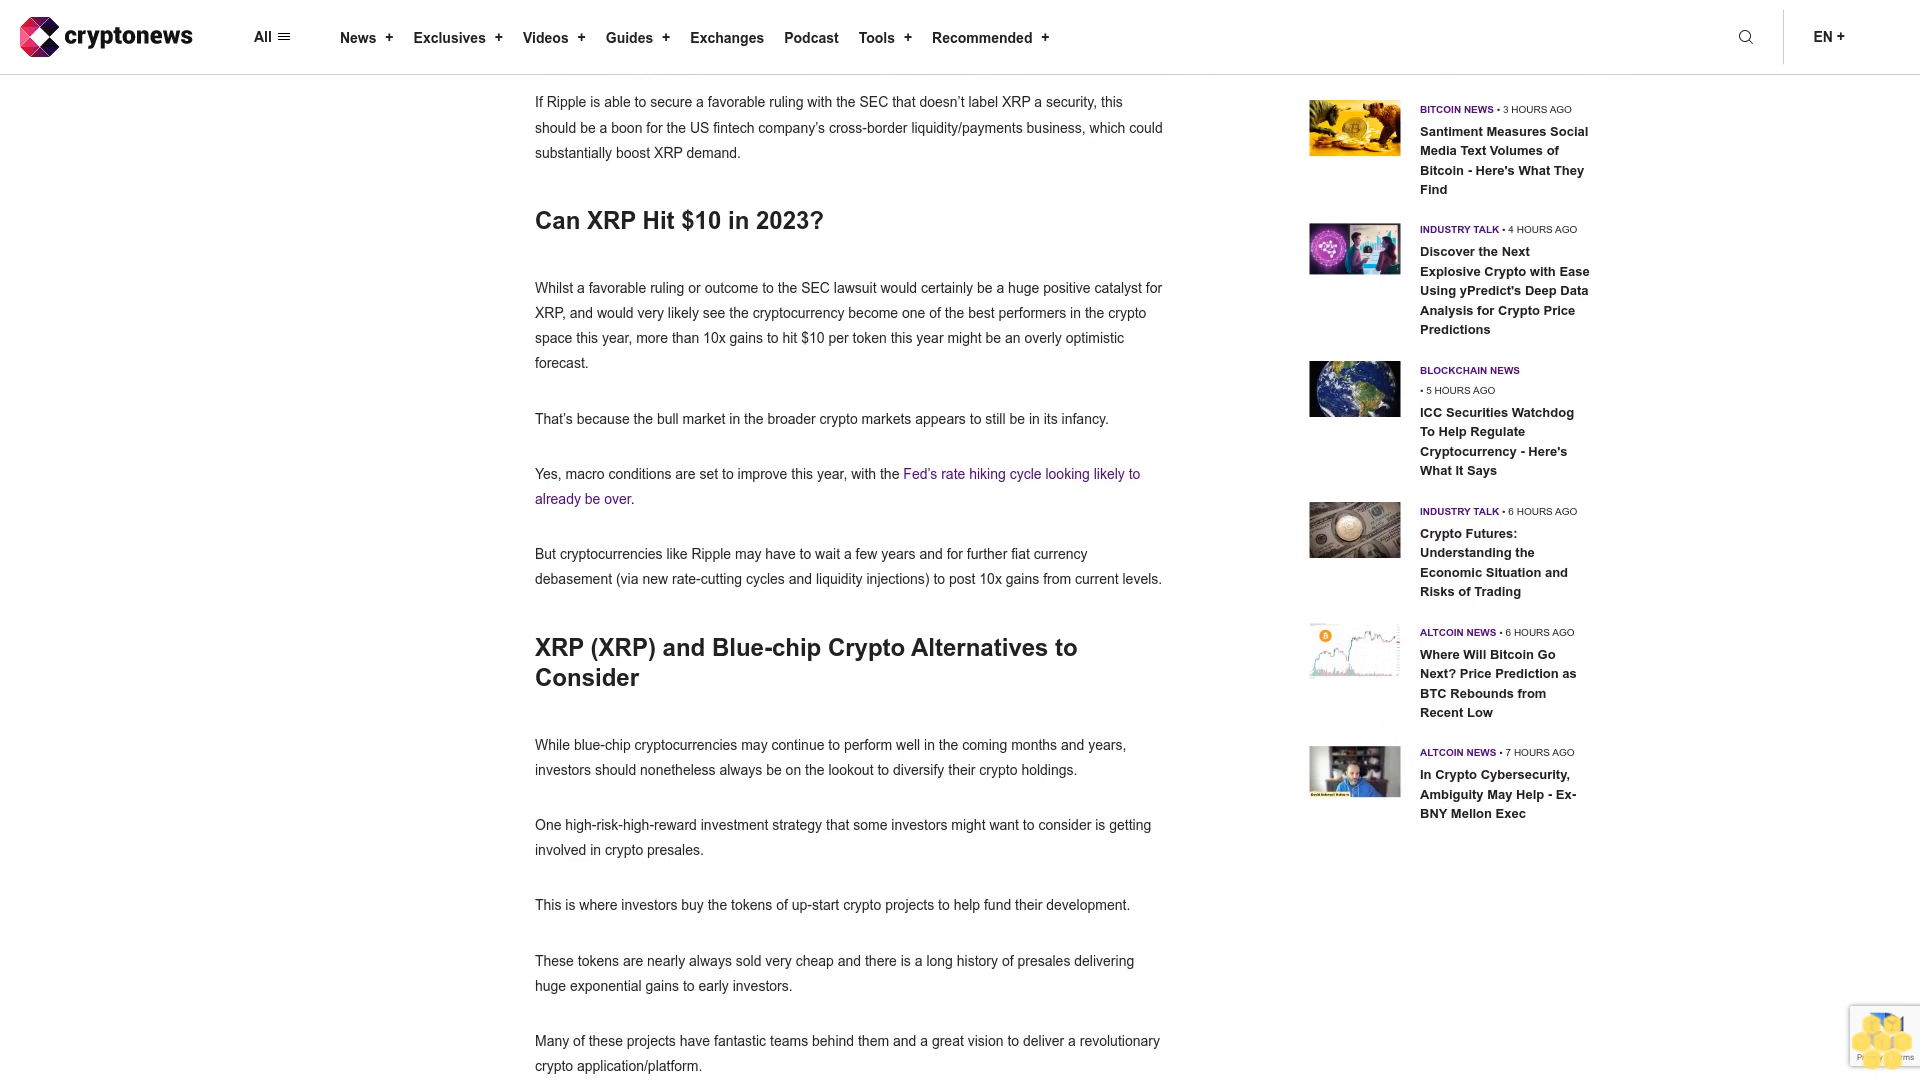 cryptonews
All
News + Exclusives + Videos + Guides + Exchanges Podcast Tools + Recommended +
EN +
If Ripple is able to secure a favorable ruling with the SEC that doesn’t label XRP a security, this
should be a boon for the US fintech company’s cross-border liquidity/payments business, which could
substantially boost XRP demand.
Can XRP Hit $10 in 2023?
Whilst a favorable ruling or outcome to the SEC lawsuit would certainly be a huge positive catalyst for
XRP, and would very likely see the cryptocurrency become one of the best performers in the crypto
space this year, more than 10x gains to hit $10 per token this year might be an overly optimistic
forecast.
That’s because the bull market in the broader crypto markets appears to still be in its infancy.
Yes, macro conditions are set to improve this year, with the Fed’s rate hiking cycle looking likely to
already be over.
But cryptocurrencies like Ripple may have to wait a few years and for further fiat currency
debasement (via new rate-cutting cycles and liquidity injections) to post 10x gains from current levels.
XRP (XRP) and Blue-chip Crypto Alternatives to
Consider
While blue-chip cryptocurrencies may continue to perform well in the coming months and years,
investors should nonetheless always be on the lookout to diversify their crypto holdings.
One high-risk-high-reward investment strategy that some investors might want to consider is getting
involved in crypto presales.
This is where investors buy the tokens of up-start crypto projects to help fund their development.
These tokens are nearly always sold very cheap and there is a long history of presales delivering
huge exponential gains to early investors.
Many of these projects have fantastic teams behind them and a great vision to deliver a revolutionary
crypto application/platform.
BITCOIN NEWS • 3 HOURS AGO
Santiment Measures Social
Media Text Volumes of
Bitcoin - Here's What They
Find
INDUSTRY TALK • 4 HOURS AGO
Discover the Next
Explosive Crypto with Ease
Using yPredict's Deep Data
Analysis for Crypto Price
Predictions
BLOCKCHAIN NEWS
• 5 HOURS AGO
ICC Securities Watchdog
To Help Regulate
Cryptocurrency - Here's
What It Says
INDUSTRY TALK • 6 HOURS AGO
Crypto Futures:
Understanding the
Economic Situation and
Risks of Trading
ALTCOIN NEWS • 6 HOURS AGO
Where Will Bitcoin Go
Next? Price Prediction as
BTC Rebounds from
Recent Low
ALTCOIN NEWS • 7 HOURS AGO
In Crypto Cybersecurity,
Ambiguity May Help - Ex-
BNY Mellon Exec